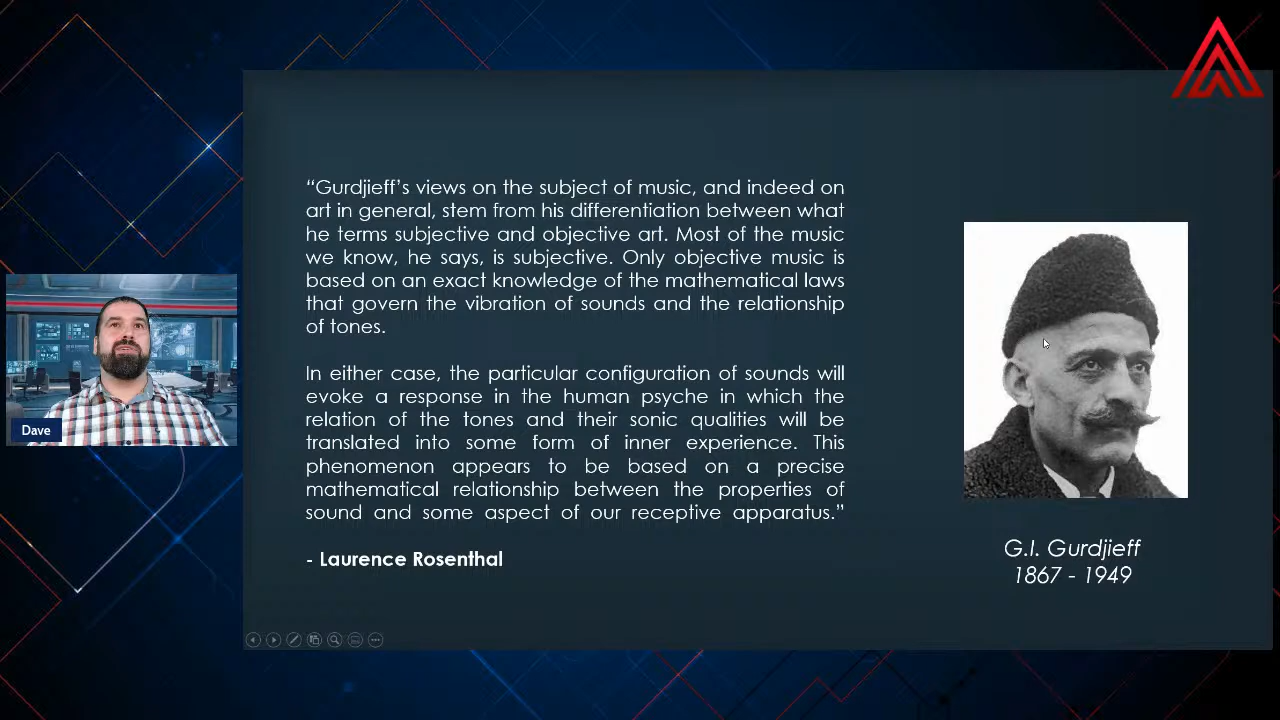 “Gurdjieff’s views on the subject of music, and indeed on
art in general, stem from his differentiation between what
he terms subjective and objective art. Most of the music
we know, he says, is subjective. Only objective music is
based on an exact knowledge of the mathematical laws
that govern the vibration of sounds and the relationship
of tones.
In either case, the particular configuration of sounds will
evoke a response in the human psyche in which the
relation of the tones and their sonic qualities will be
translated into some form of inner experience. This
phenomenon appears to be based on a precise
mathematical relationship between the properties of
sound and some aspect of our receptive apparatus.”
- Laurence Rosenthal
G.I. Gurdjieff
1867 - 1949
Dave